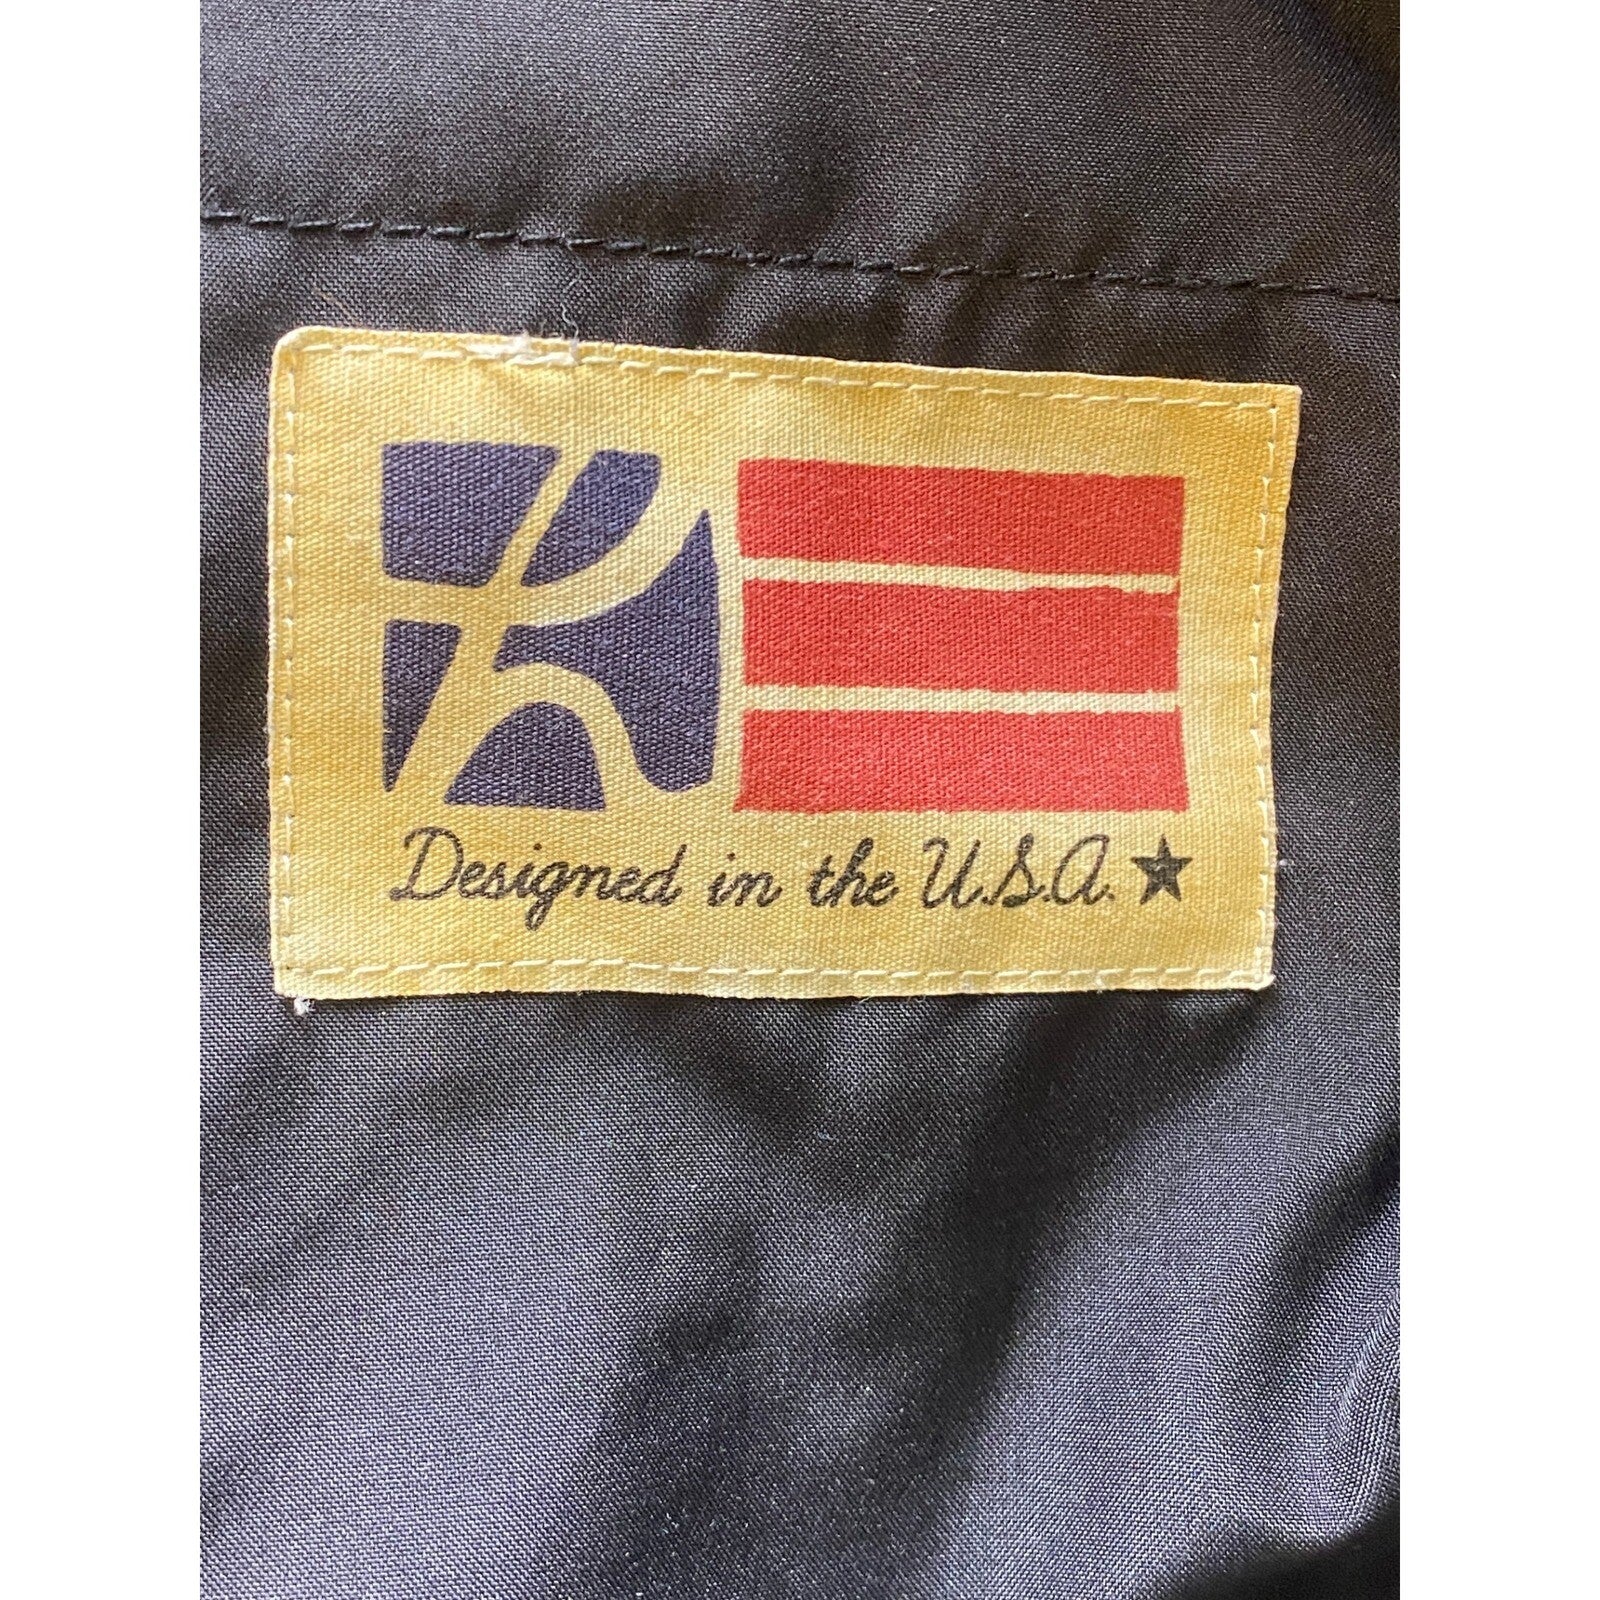 Designed in the U.S.A.